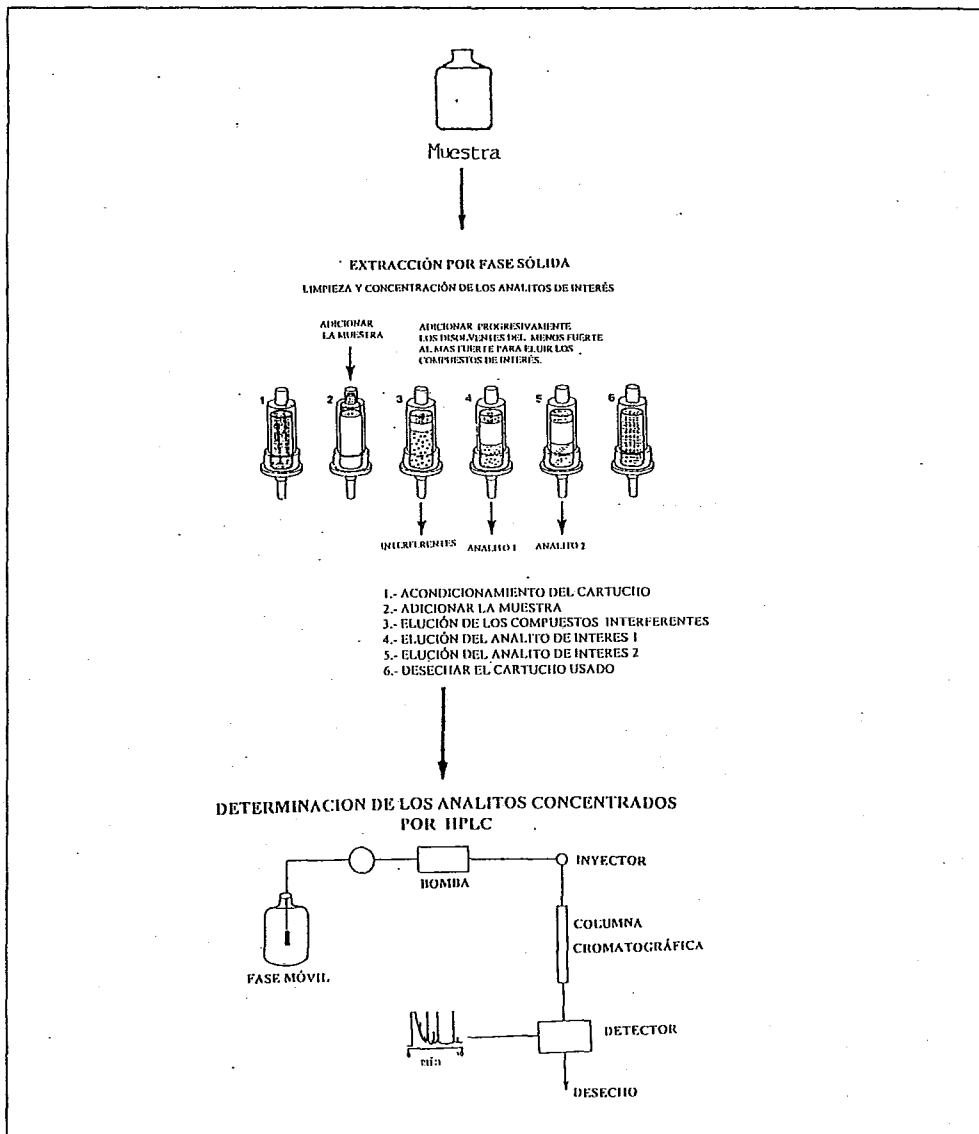 Muestra
EXTRACCIÓN POR FASE SÓLIDA
LIMPIEZA Y CONCENTRACIÓN DE LOS ANALITOS DE INTERÉS
ADICIONAR
LA MUESTRA
ADICIONAR PROGRESIVAMENTE
LOS DISOLVENTES DEL MENOS FUERTE
AL MAS FUERTE PARA ELUIR LOS
COMPUESTOS DE INTERÉS.
1 2 3 4 5 6
INTERFERENTES ANALITO 1 ANALITO 2
1.- ACONDICIONAMIENTO DEL CARTUCHO
2.- ADICIONAR LA MUESTRA
3.- ELUCIÓN DE LOS COMPUESTOS INTERFERENTES
4.- ELUCIÓN DEL ANALITO DE INTERES 1
5.- ELUCIÓN DEL ANALITO DE INTERES 2
6.- DESECHAR EL CARTUCHO USADO
DETERMINACION DE LOS ANALITOS CONCENTRADOS
POR HPLC
INYECTOR
BOMBA
COLUMNA
CROMATOGRÁFICA
FASE MÓVIL
DETECTOR
min
DESECHO